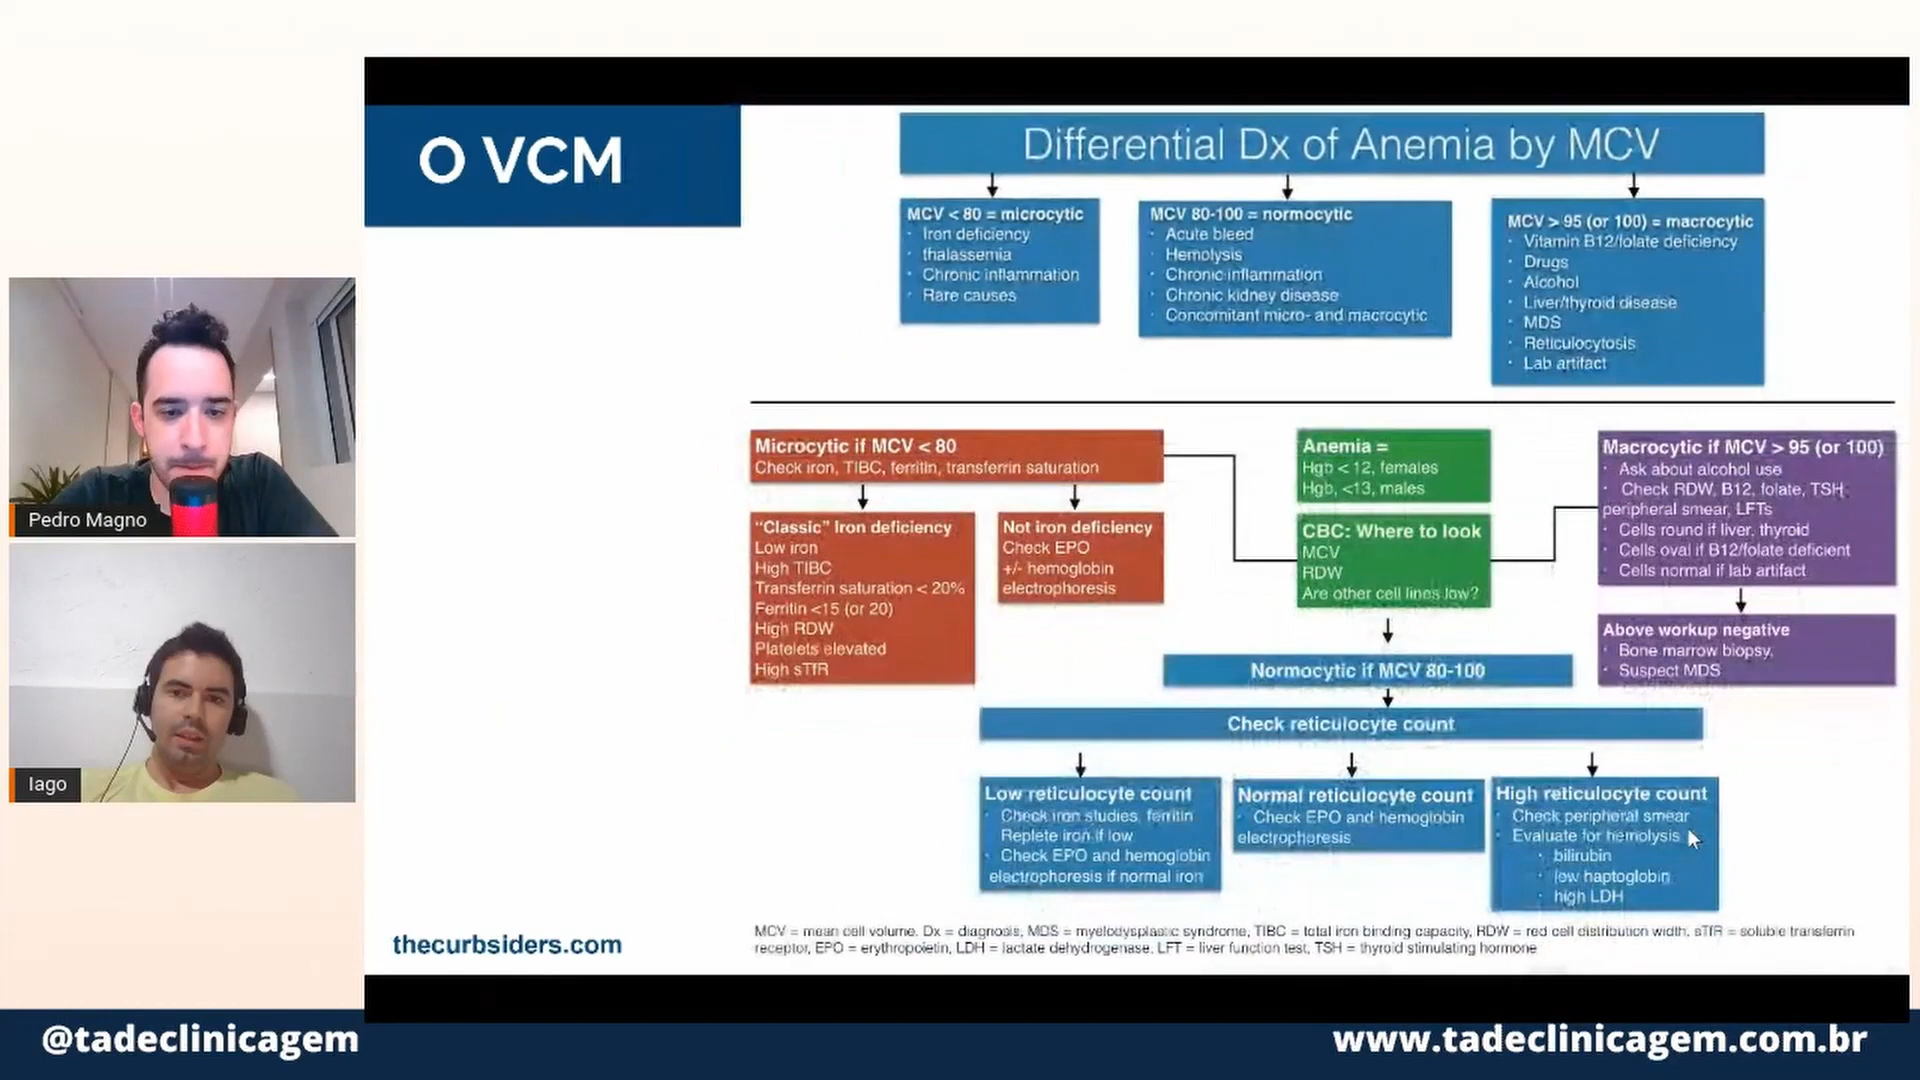 O VCM
Differential Dx of Anemia by MCV
MCV < 80 = microcytic
· Iron deficiency
· thalassemia
· Chronic inflammation
· Rare causes
MCV 80-100 = normocytic
· Acute bleed
· Hemolysis
· Chronic inflammation
· Chronic kidney disease
· Concomitant micro- and macrocytic
MCV > 95 (or 100) = macrocytic
· Vitamin B12/folate deficiency
· Drugs
· Alcohol
· Liver/thyroid disease
· MDS
· Reticulocytosis
· Lab artifact
Microcytic if MCV < 80
Check iron, TIBC, ferritin, transferrin saturation
"Classic" Iron deficiency
Low iron
High TIBC
Transferrin saturation < 20%
Ferritin <15 (or 20)
High RDW
Platelets elevated
High sTfR
Not iron deficiency
Check EPO
+/- hemoglobin
electrophoresis
Anemia =
Hgb < 12, females
Hgb, <13, males
CBC: Where to look
MCV
RDW
Are other cell lines low?
Macrocytic if MCV > 95 (or 100)
· Ask about alcohol use
· Check RDW, B12, folate, TSH,
peripheral smear, LFTs
· Cells round if liver, thyroid
· Cells oval if B12/folate deficient
· Cells normal if lab artifact
Above workup negative
· Bone marrow biopsy,
· Suspect MDS
Normocytic if MCV 80-100
Check reticulocyte count
Low reticulocyte count
· Check iron studies, ferritin
Replete iron if low
· Check EPO and hemoglobin
electrophoresis if normal iron
Normal reticulocyte count
· Check EPO and hemoglobin
electrophoresis
High reticulocyte count
· Check peripheral smear
· Evaluate for hemolysis
· bilirubin
· low haptoglobin
· high LDH
MCV = mean cell volume, Dx = diagnosis, MDS = myelodysplastic syndrome, TIBC = total iron binding capacity, RDW = red cell distribution width, sTfR = soluble transferrin
receptor, EPO = erythropoietin, LDH = lactate dehydrogenase, LFT = liver function test, TSH = thyroid stimulating hormone
thecurbsiders.com
Pedro Magno
Iago
@tadeclinicagem
www.tadeclinicagem.com.br